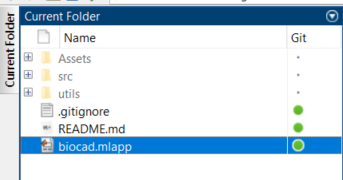 Current Folder
Current Folder
Name Git
Assets
src
utils
.gitignore
README.md
biocad.mlapp